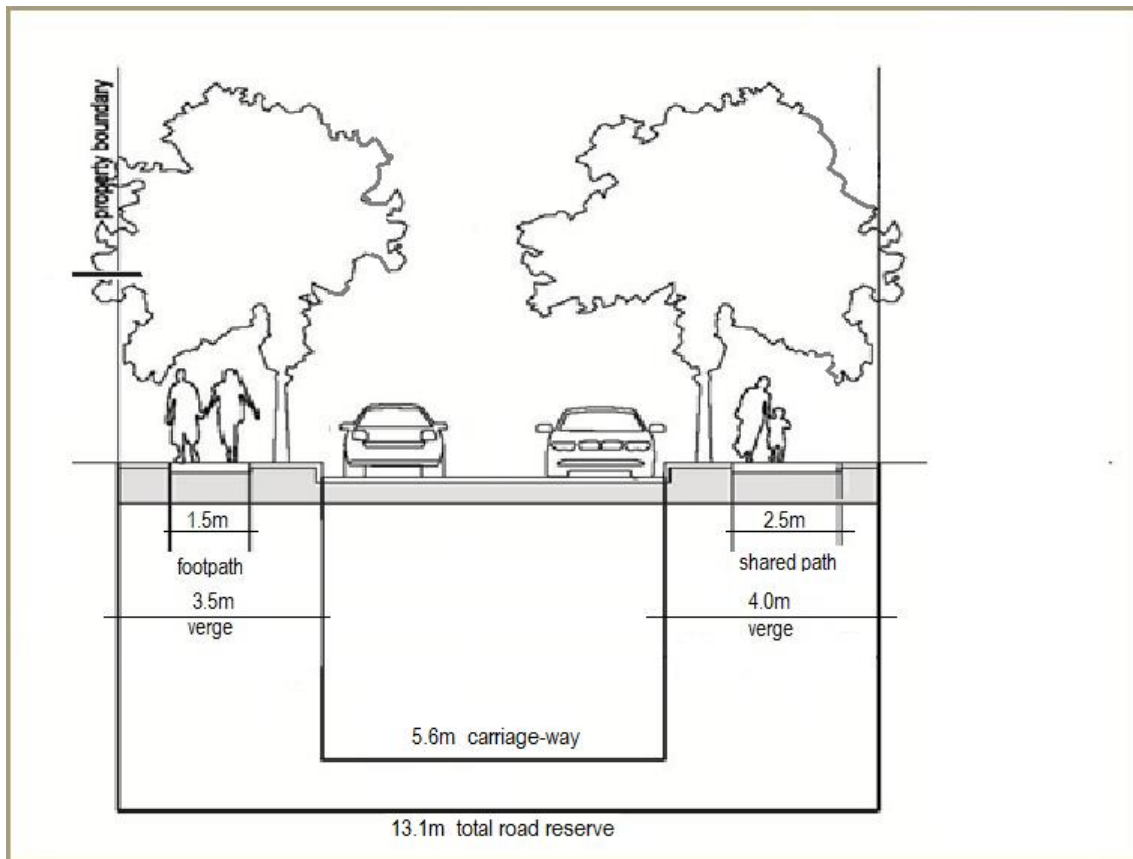 property boundary
1.5m
footpath
3.5m
verge
2.5m
shared path
4.0m
verge
5.6m carriage-way
13.1m total road reserve